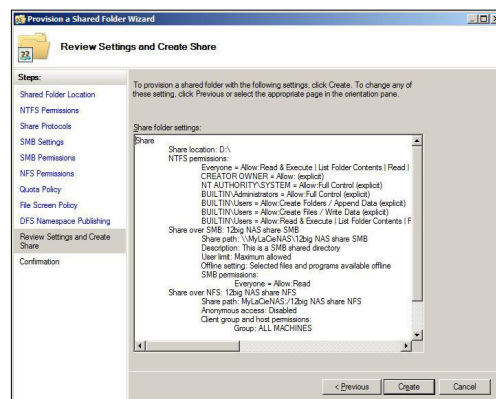 Provision a Shared Folder Wizard
Review Settings and Create Share
Steps:
Shared Folder Location
NTFS Permissions
Share Protocols
SMB Settings
SMB Permissions
NFS Permissions
Quota Policy
File Screen Policy
DFS Namespace Publishing
Review Settings and Create
Share
Confirmation
To provision a shared folder with the following settings, click Create. To change any of
these setting, click Previous or select the appropriate page in the orientation pane.
Share folder settings:
Share
Share location: D:\
NTFS permissions:
Everyone = Allow:Read & Execute | List Folder Contents | Read |
CREATOR OWNER = Allow: (explicit)
NT AUTHORITY\SYSTEM = Allow:Full Control (explicit)
BUILTIN\Administrators = Allow:Full Control (explicit)
BUILTIN\Users = Allow:Create Folders / Append Data (explicit)
BUILTIN\Users = Allow:Create Files / Write Data (explicit)
BUILTIN\Users = Allow:Read & Execute | List Folder Contents | F
Share over SMB: 12big NAS share SMB
Share path: \\MyLaCieNAS\12big NAS share SMB
Description: This is a SMB shared directory
User limit: Maximum allowed
Offline setting: Selected files and programs available offline
SMB permissions:
Everyone = Allow:Read
Share over NFS: 12big NAS share NFS
Share path: MyLaCieNAS:/12big NAS share NFS
Anonymous access: Disabled
Client group and host permissions:
Group: ALL MACHINES
< Previous
Create
Cancel